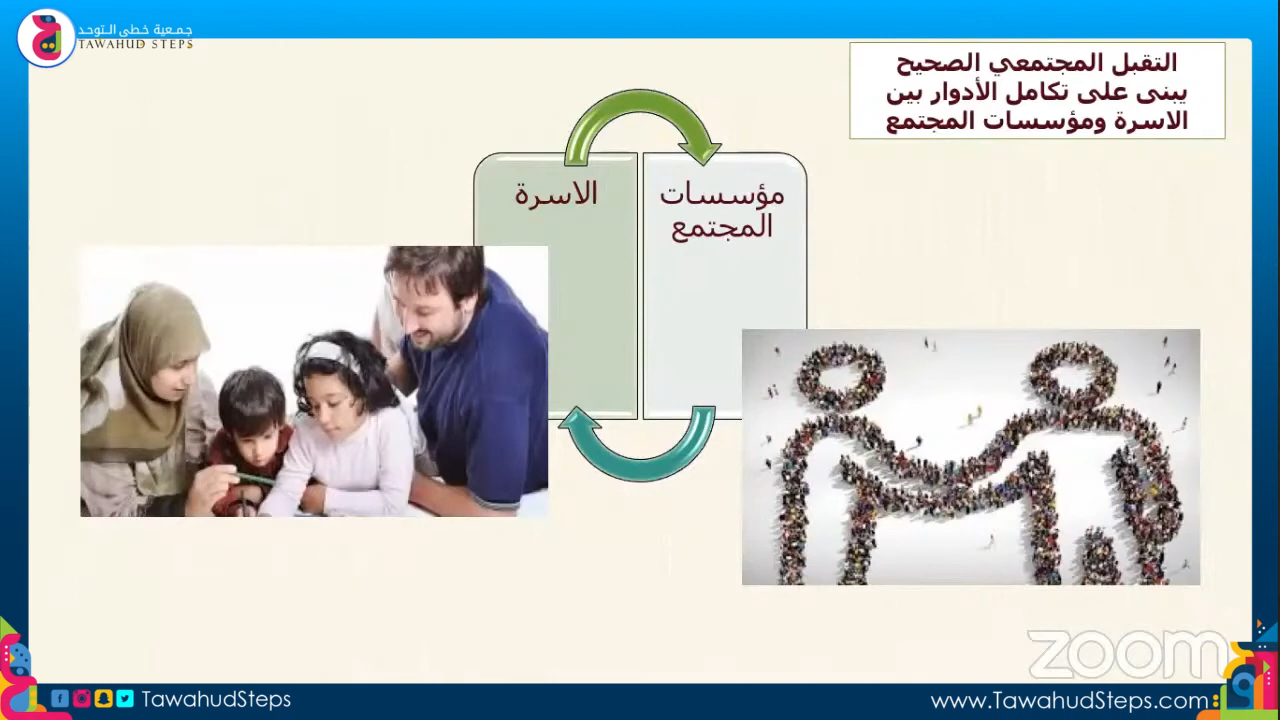 جمعية خطى التوحد
TAWAHUD STEPS
التقبل المجتمعي الصحيح
يبنى على تكامل الأدوار بين
الاسرة ومؤسسات المجتمع
مؤسسات
المجتمع
الاسرة
zoom
TawahudSteps
www.TawahudSteps.com